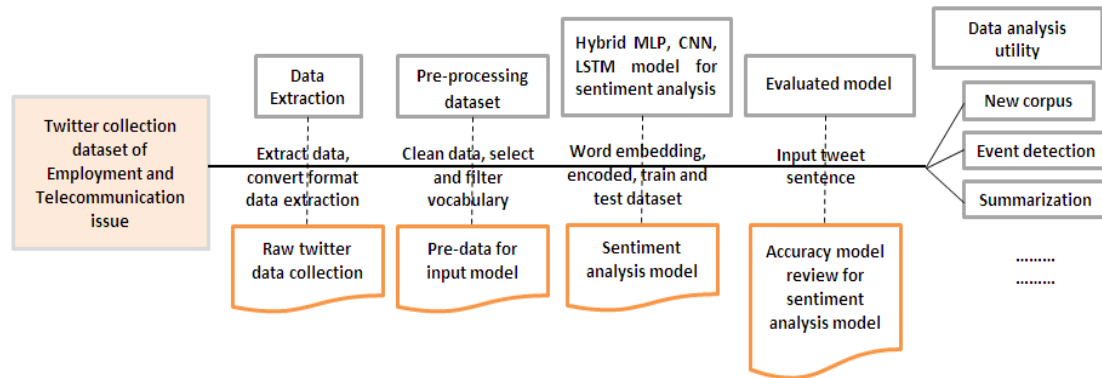 Twitter collection
dataset of
Employment and
Telecommunication
issue
Data
Extraction
Extract data,
convert format
data extraction
Raw twitter
data collection
Pre-processing
dataset
Clean data, select
and filter
vocabulary
Pre-data for
input model
Hybrid MLP, CNN,
LSTM model for
sentiment analysis
Word embedding,
encoded, train and
test dataset
Sentiment
analysis model
Evaluated model
Input tweet
sentence
Accuracy model
review for
sentiment
analysis model
Data analysis
utility
New corpus
Event detection
Summarization
.........
.........